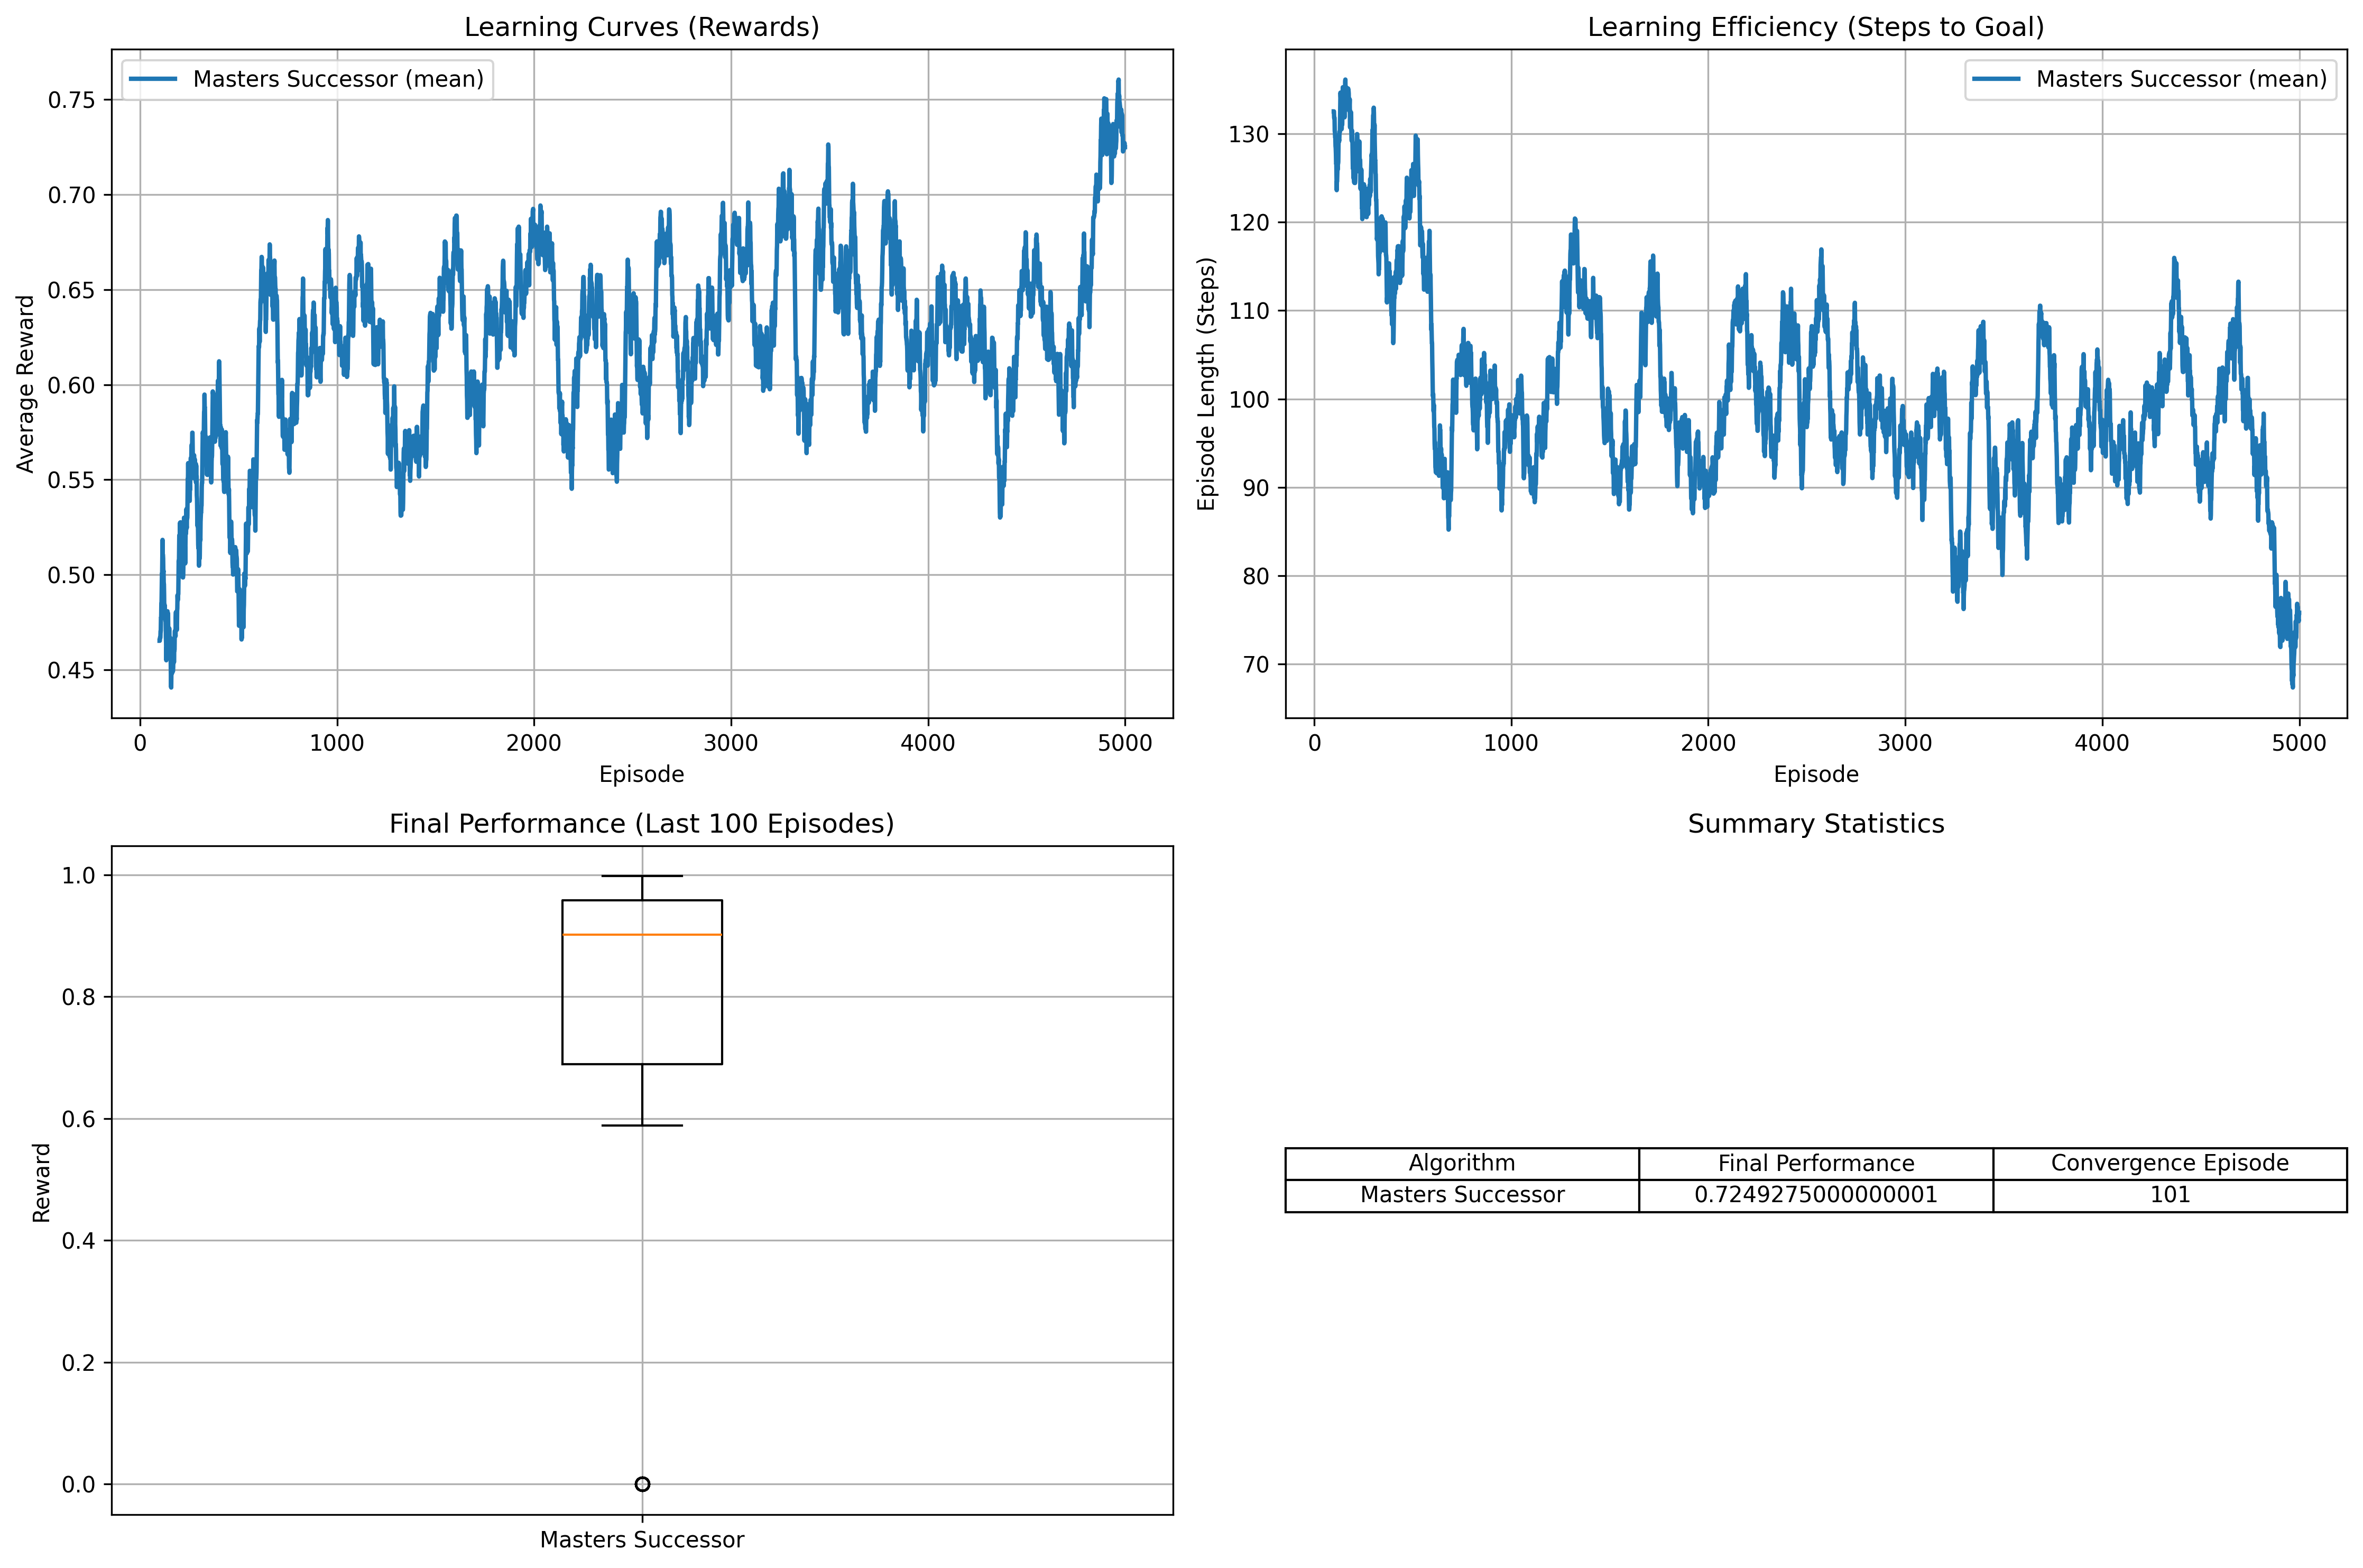 Learning Curves (Rewards)
Masters Successor (mean)
0.75
0.70
0.65
0.60
0.55
0.50
0.45
Average Reward
0 1000 2000 3000 4000 5000
Episode
Learning Efficiency (Steps to Goal)
Masters Successor (mean)
130
120
110
100
90
80
70
Episode Length (Steps)
0 1000 2000 3000 4000 5000
Episode
Final Performance (Last 100 Episodes)
1.0
0.8
0.6
0.4
0.2
0.0
Reward
Masters Successor
Summary Statistics
Algorithm Final Performance Convergence Episode
Masters Successor 0.7249275000000001 101